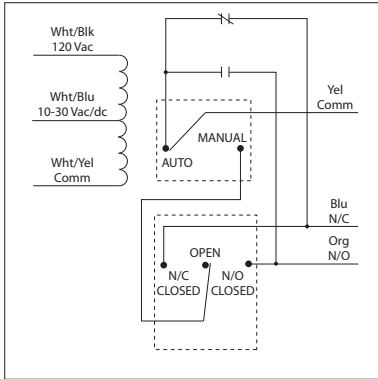 Wht/Blk
120 Vac
Wht/Blu
10-30 Vac/dc
Wht/Yel
Comm
Yel
Comm
MANUAL
AUTO
Blu
N/C
Org
N/O
OPEN
N/C
CLOSED
N/O
CLOSED